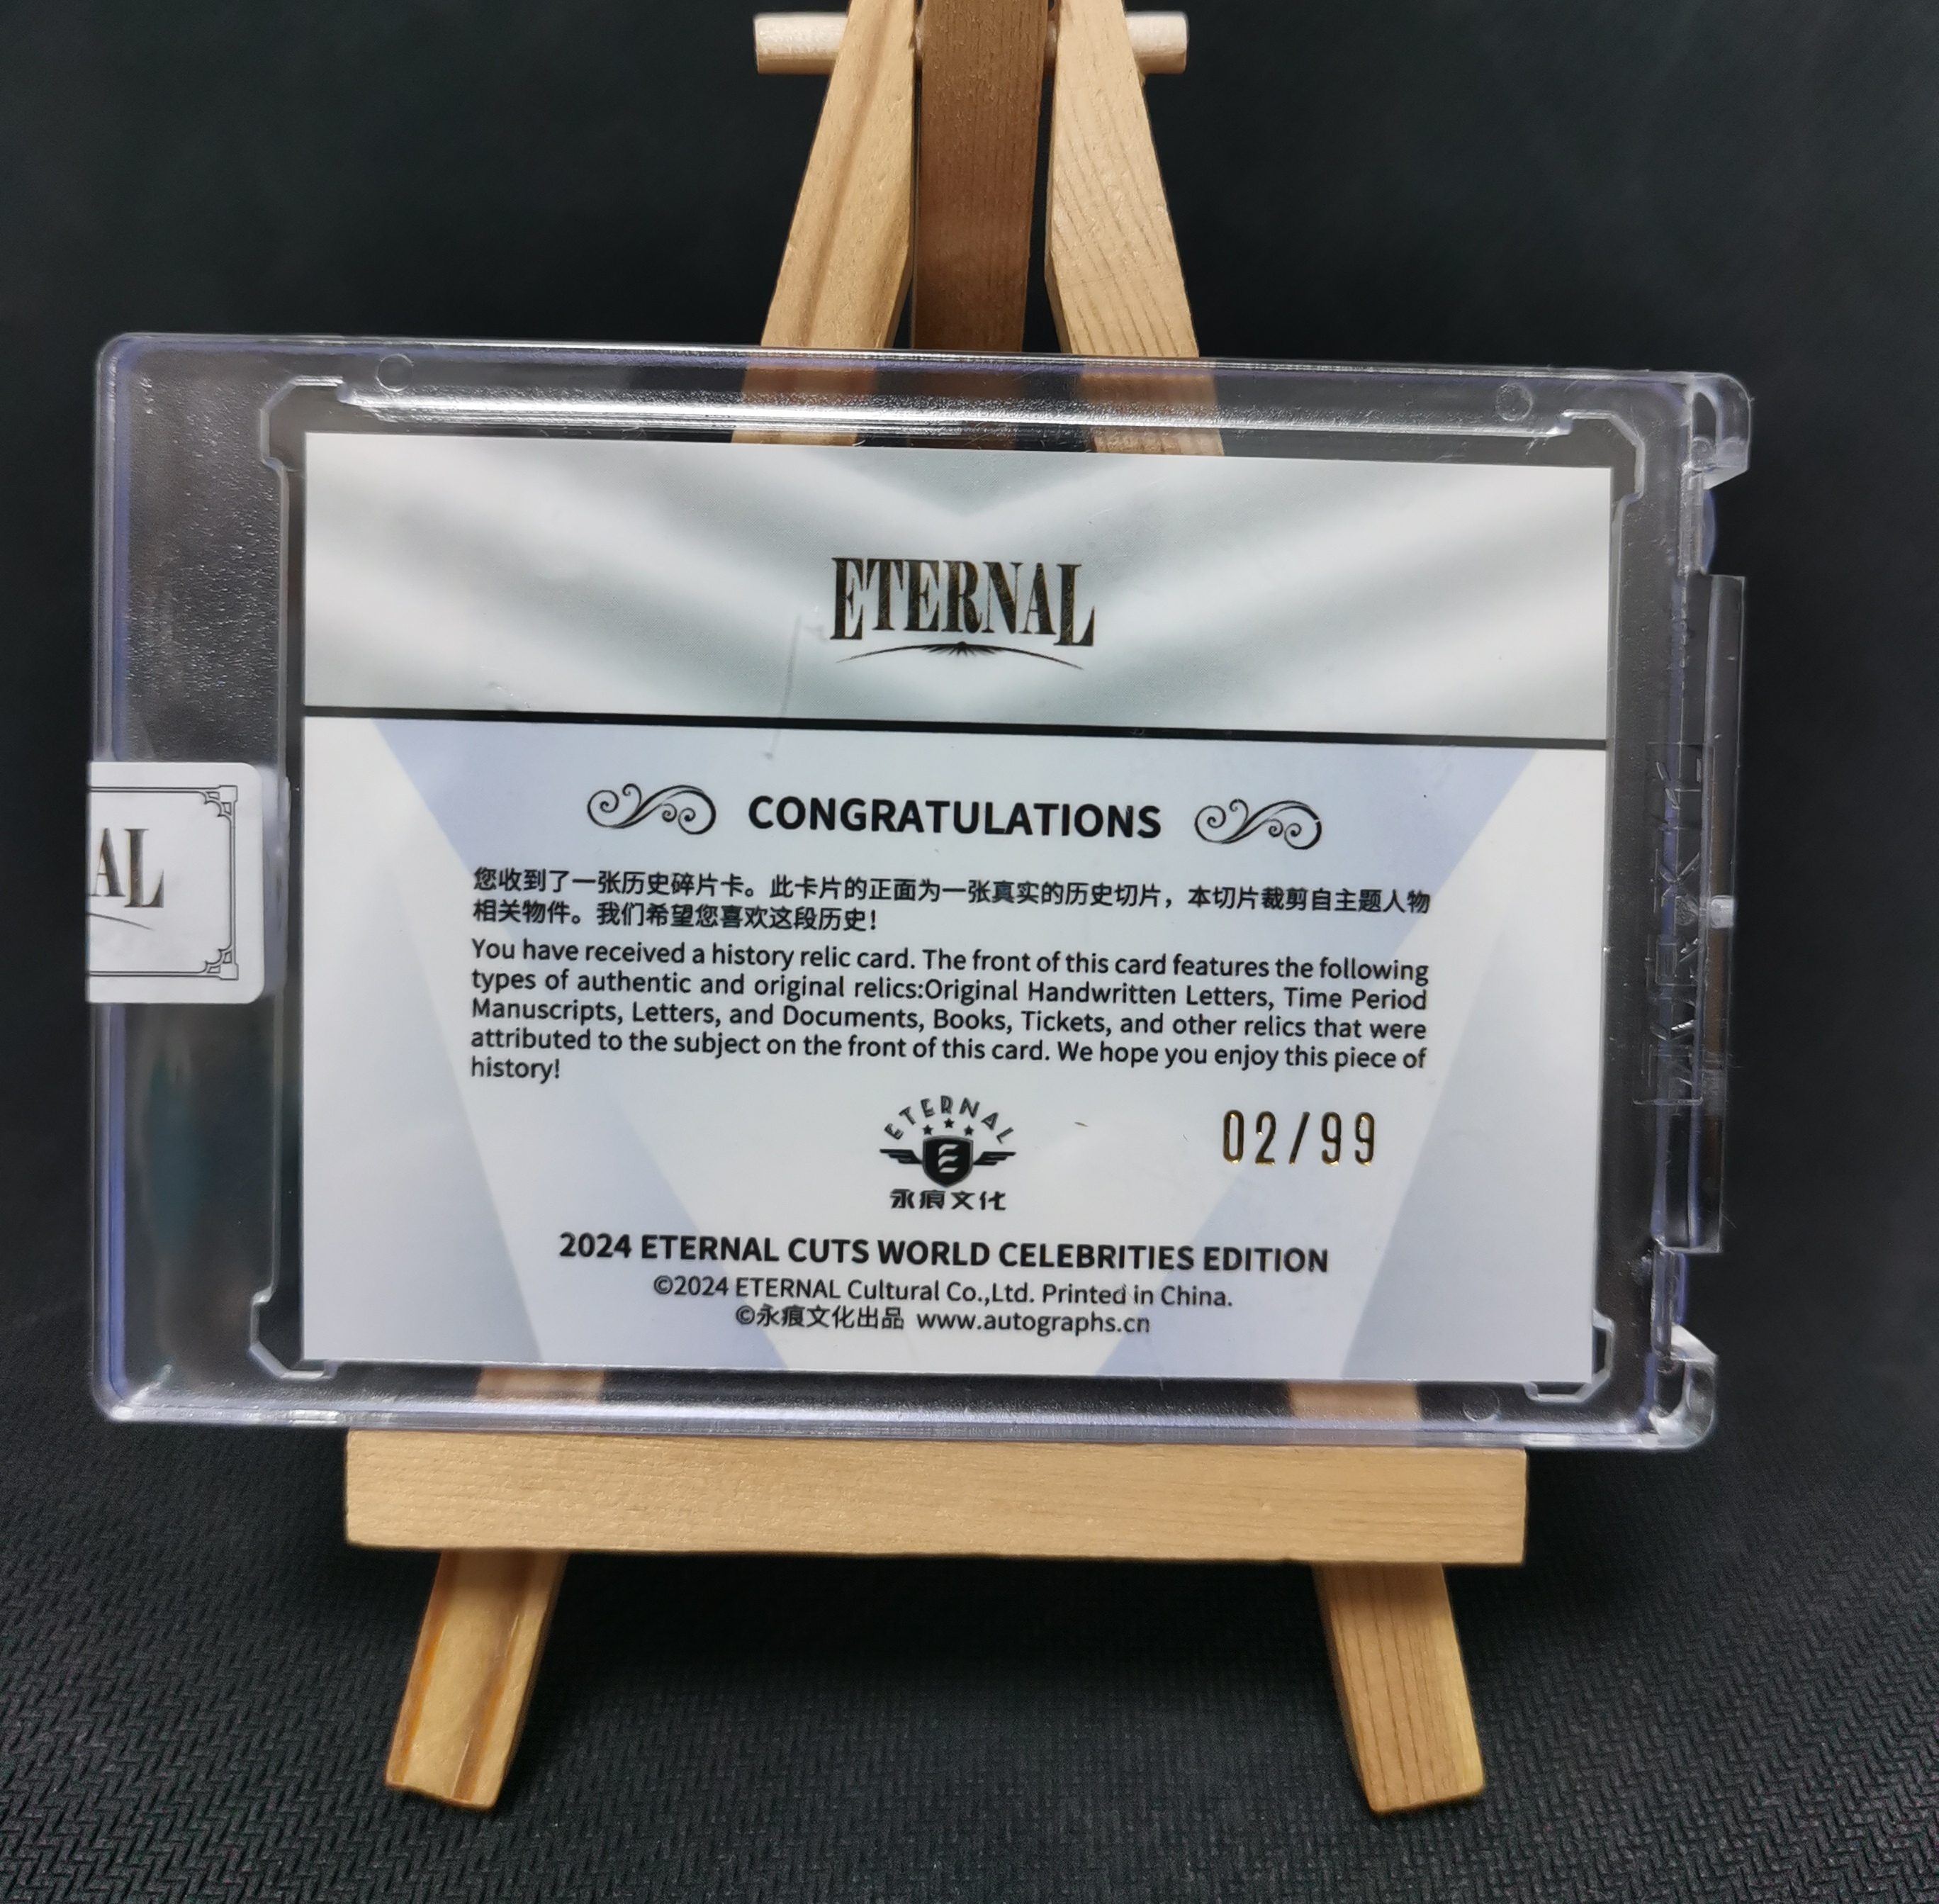 ETERNAL
CONGRATULATIONS
您收到了一张历史碎片卡。此卡片的正面为一张真实的历史切片，本切片裁剪自主题人物
相关物件。我们希望您喜欢这段历史！
You have received a history relic card. The front of this card features the following
types of authentic and original relics:Original Handwritten Letters, Time Period
Manuscripts, Letters, and Documents, Books, Tickets, and other relics that were
attributed to the subject on the front of this card. We hope you enjoy this piece of
history!
ETERNAL
E
永痕文化
02/99
2024 ETERNAL CUTS WORLD CELEBRITIES EDITION
©2024 ETERNAL Cultural Co.,Ltd. Printed in China.
©永痕文化出品 www.autographs.cn
AL